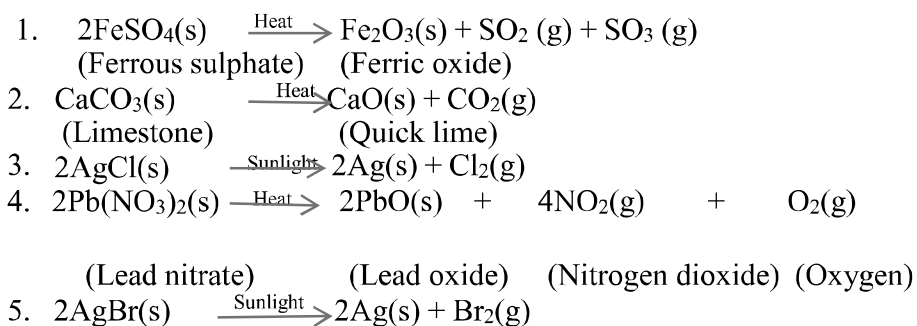 1. 2FeSO₄(s) Heat Fe₂O₃(s) + SO₂ (g) + SO₃ (g)
(Ferrous sulphate) (Ferric oxide)
2. CaCO₃(s) Heat CaO(s) + CO₂(g)
(Limestone) (Quick lime)
3. 2AgCl(s) Sunlight 2Ag(s) + Cl₂(g)
4. 2Pb(NO₃)₂(s) Heat 2PbO(s) + 4NO₂(g) + O₂(g)
(Lead nitrate) (Lead oxide) (Nitrogen dioxide) (Oxygen)
5. 2AgBr(s) Sunlight 2Ag(s) + Br₂(g)